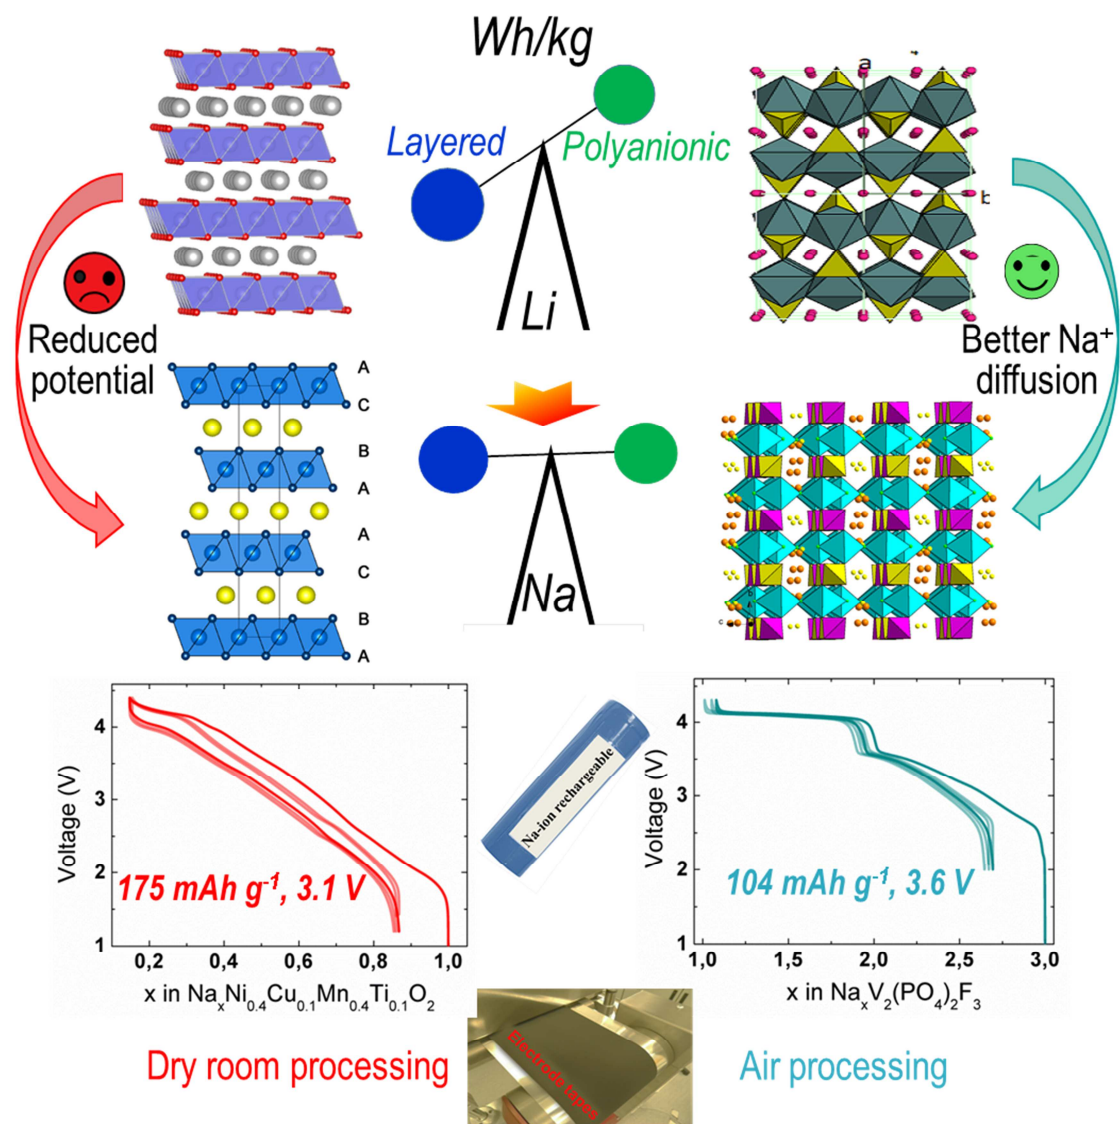 Wh/kg
Layered
Polyanionic
a
b
Li
Reduced
potential
Better Na⁺
diffusion
A
C
B
A
A
C
B
A
Na
Voltage (V)
4
3
2
1
175 mAh g⁻¹, 3.1 V
0,2 0,4 0,6 0,8 1,0
x in NaₓNi₀.₄Cu₀.₁Mn₀.₄Ti₀.₁O₂
Na-ion rechargeable
Voltage (V)
4
3
2
1
104 mAh g⁻¹, 3.6 V
1,0 1,5 2,0 2,5 3,0
x in NaₓV₂(PO₄)₂F₃
Dry room processing
Electrode tapes
Air processing